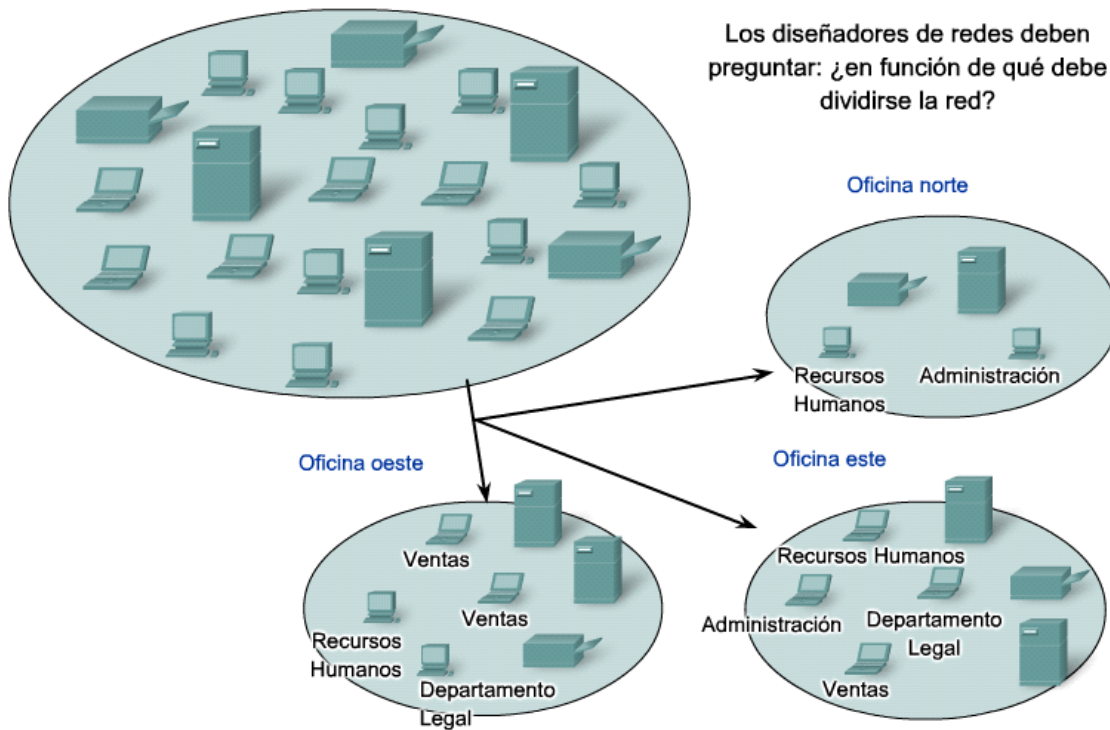 Los diseñadores de redes deben
preguntar: ¿en función de qué debe
dividirse la red?
Oficina norte
Recursos
Humanos
Administración
Oficina oeste
Ventas
Ventas
Recursos
Humanos
Departamento
Legal
Oficina este
Recursos Humanos
Administración
Departamento
Legal
Ventas